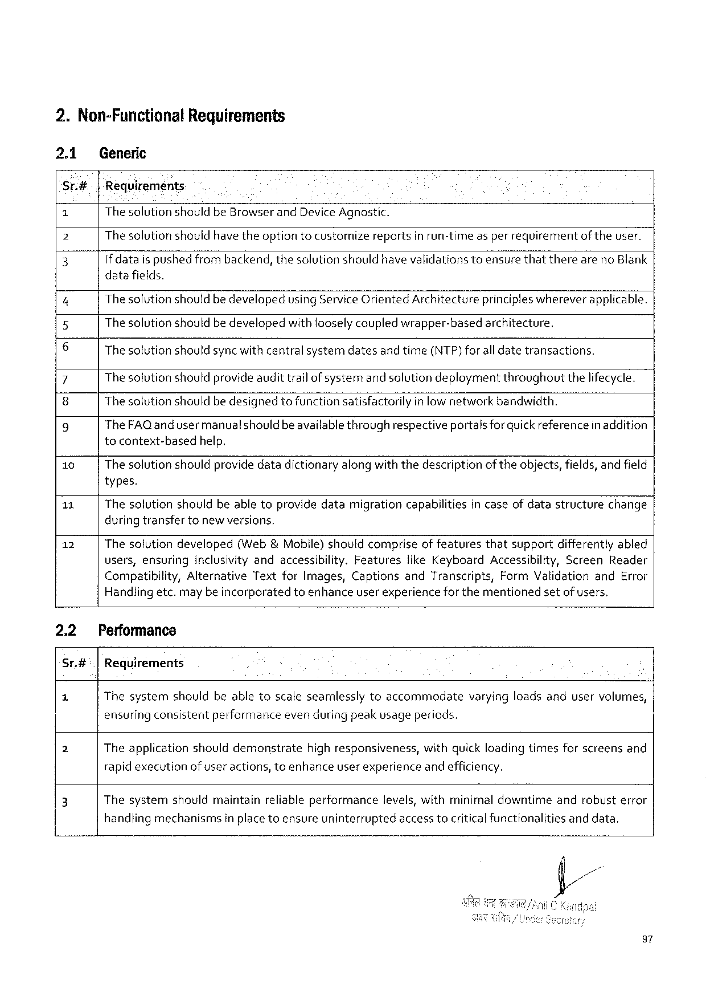 2. Non-Functional Requirements
2.1 Generic
Sr.# Requirements
1 The solution should be Browser and Device Agnostic.
2 The solution should have the option to customize reports in run-time as per requirement of the user.
3 If data is pushed from backend, the solution should have validations to ensure that there are no Blank
data fields.
4 The solution should be developed using Service Oriented Architecture principles wherever applicable.
5 The solution should be developed with loosely coupled wrapper-based architecture.
6 The solution should sync with central system dates and time (NTP) for all date transactions.
7 The solution should provide audit trail of system and solution deployment throughout the lifecycle.
8 The solution should be designed to function satisfactorily in low network bandwidth.
9 The FAQ and user manual should be available through respective portals for quick reference in addition
to context-based help.
10 The solution should provide data dictionary along with the description of the objects, fields, and field
types.
11 The solution should be able to provide data migration capabilities in case of data structure change
during transfer to new versions.
12 The solution developed (Web & Mobile) should comprise of features that support differently abled
users, ensuring inclusivity and accessibility. Features like Keyboard Accessibility, Screen Reader
Compatibility, Alternative Text for Images, Captions and Transcripts, Form Validation and Error
Handling etc. may be incorporated to enhance user experience for the mentioned set of users.
2.2 Performance
Sr.# Requirements
1 The system should be able to scale seamlessly to accommodate varying loads and user volumes,
ensuring consistent performance even during peak usage periods.
2 The application should demonstrate high responsiveness, with quick loading times for screens and
rapid execution of user actions, to enhance user experience and efficiency.
3 The system should maintain reliable performance levels, with minimal downtime and robust error
handling mechanisms in place to ensure uninterrupted access to critical functionalities and data.
अनिल चन्द्र काण्डपाल/Anil C Kandpal
अवर सचिव/Under Secretary
97